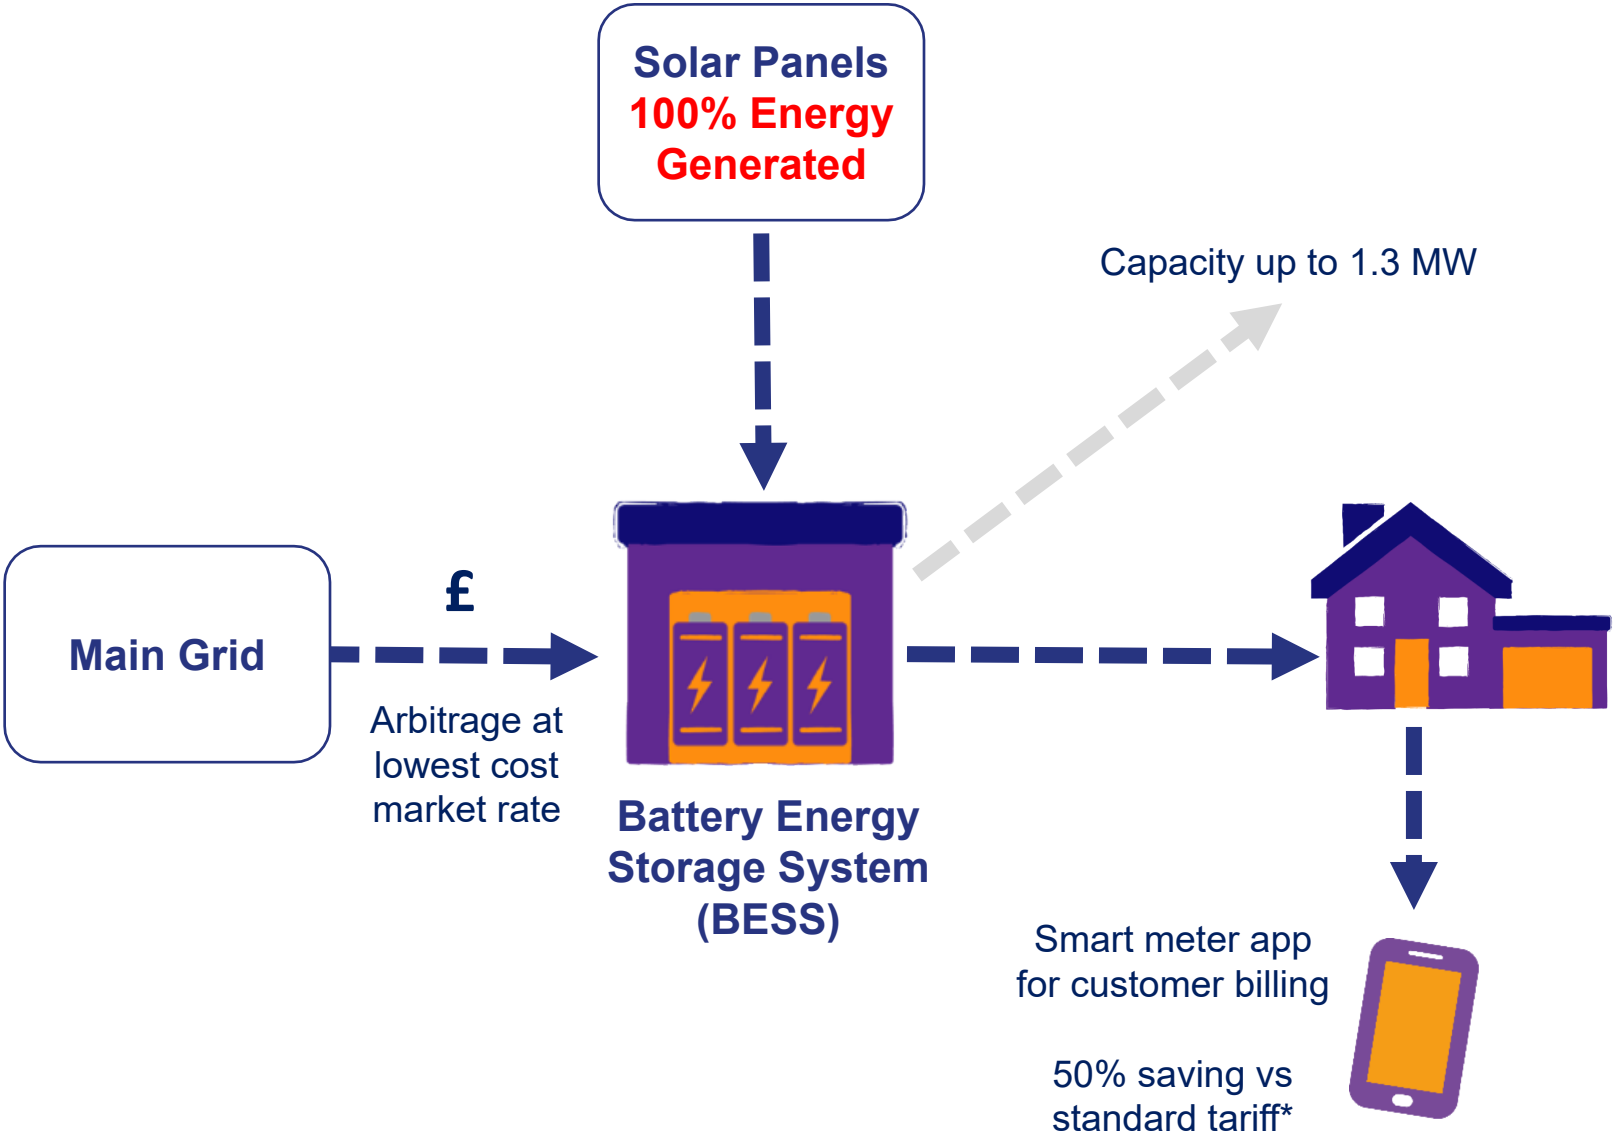 Solar Panels
100% Energy
Generated
Capacity up to 1.3 MW
£
Main Grid
Arbitrage at
lowest cost
market rate
Battery Energy
Storage System
(BESS)
Smart meter app
for customer billing
50% saving vs
standard tariff*